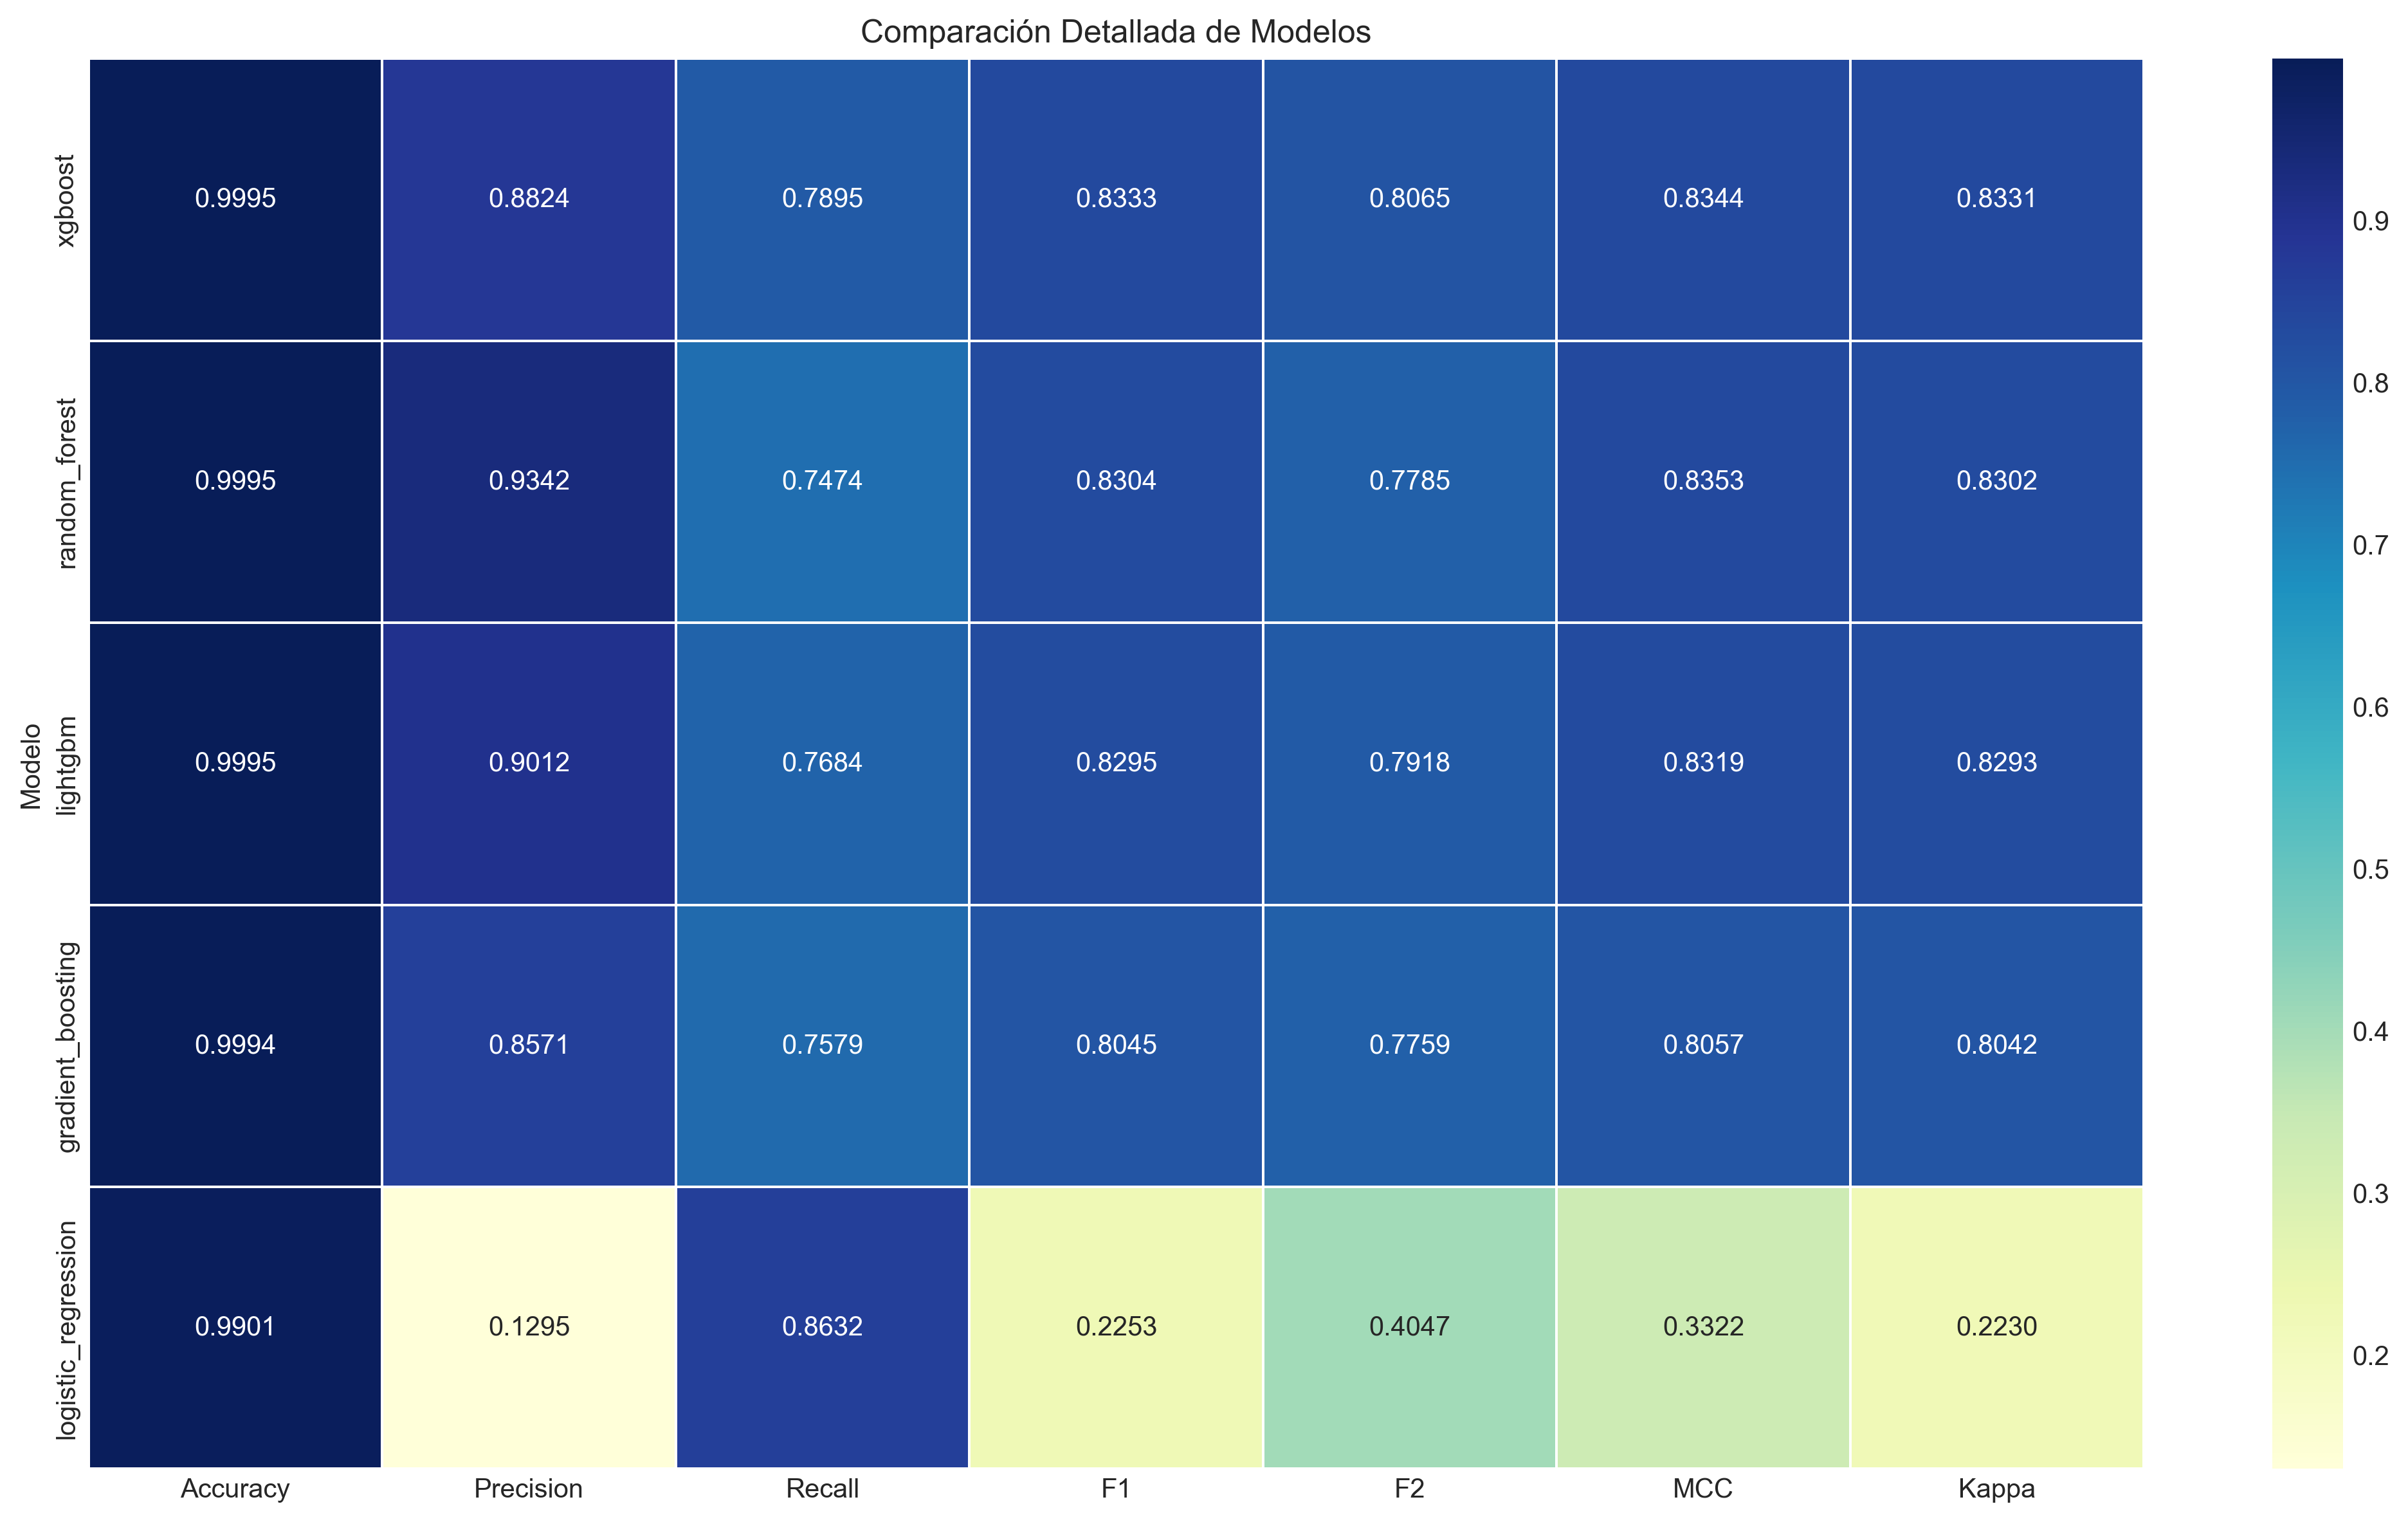 Comparación Detallada de Modelos
Modelo
xgboost
0.9995 0.8824 0.7895 0.8333 0.8065 0.8344 0.8331
random_forest
0.9995 0.9342 0.7474 0.8304 0.7785 0.8353 0.8302
lightgbm
0.9995 0.9012 0.7684 0.8295 0.7918 0.8319 0.8293
gradient_boosting
0.9994 0.8571 0.7579 0.8045 0.7759 0.8057 0.8042
logistic_regression
0.9901 0.1295 0.8632 0.2253 0.4047 0.3322 0.2230
Accuracy Precision Recall F1 F2 MCC Kappa
0.9
0.8
0.7
0.6
0.5
0.4
0.3
0.2